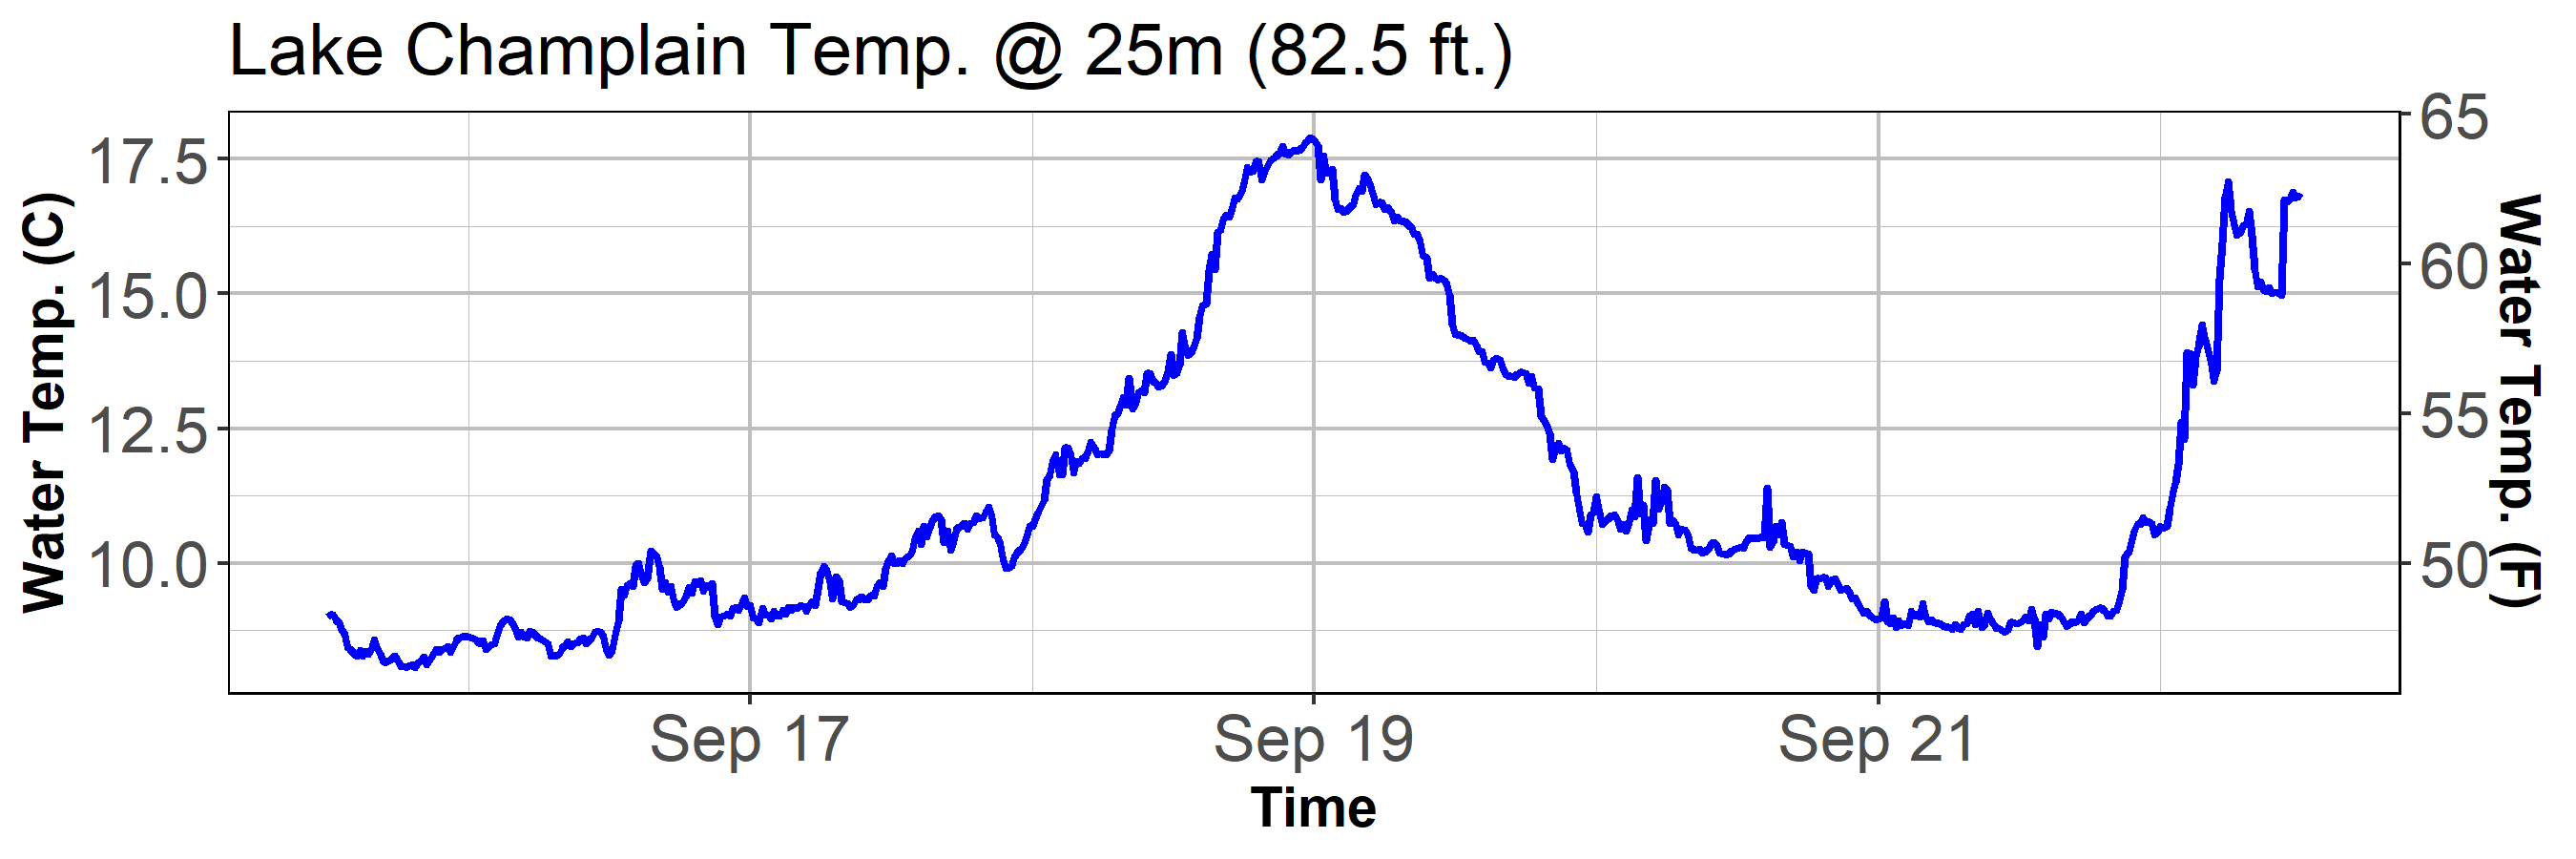 Lake Champlain Temp. @ 25m (82.5 ft.)
Water Temp. (C)
17.5
15.0
12.5
10.0
65
60
55
50
Water Temp. (F)
Sep 17
Sep 19
Sep 21
Time